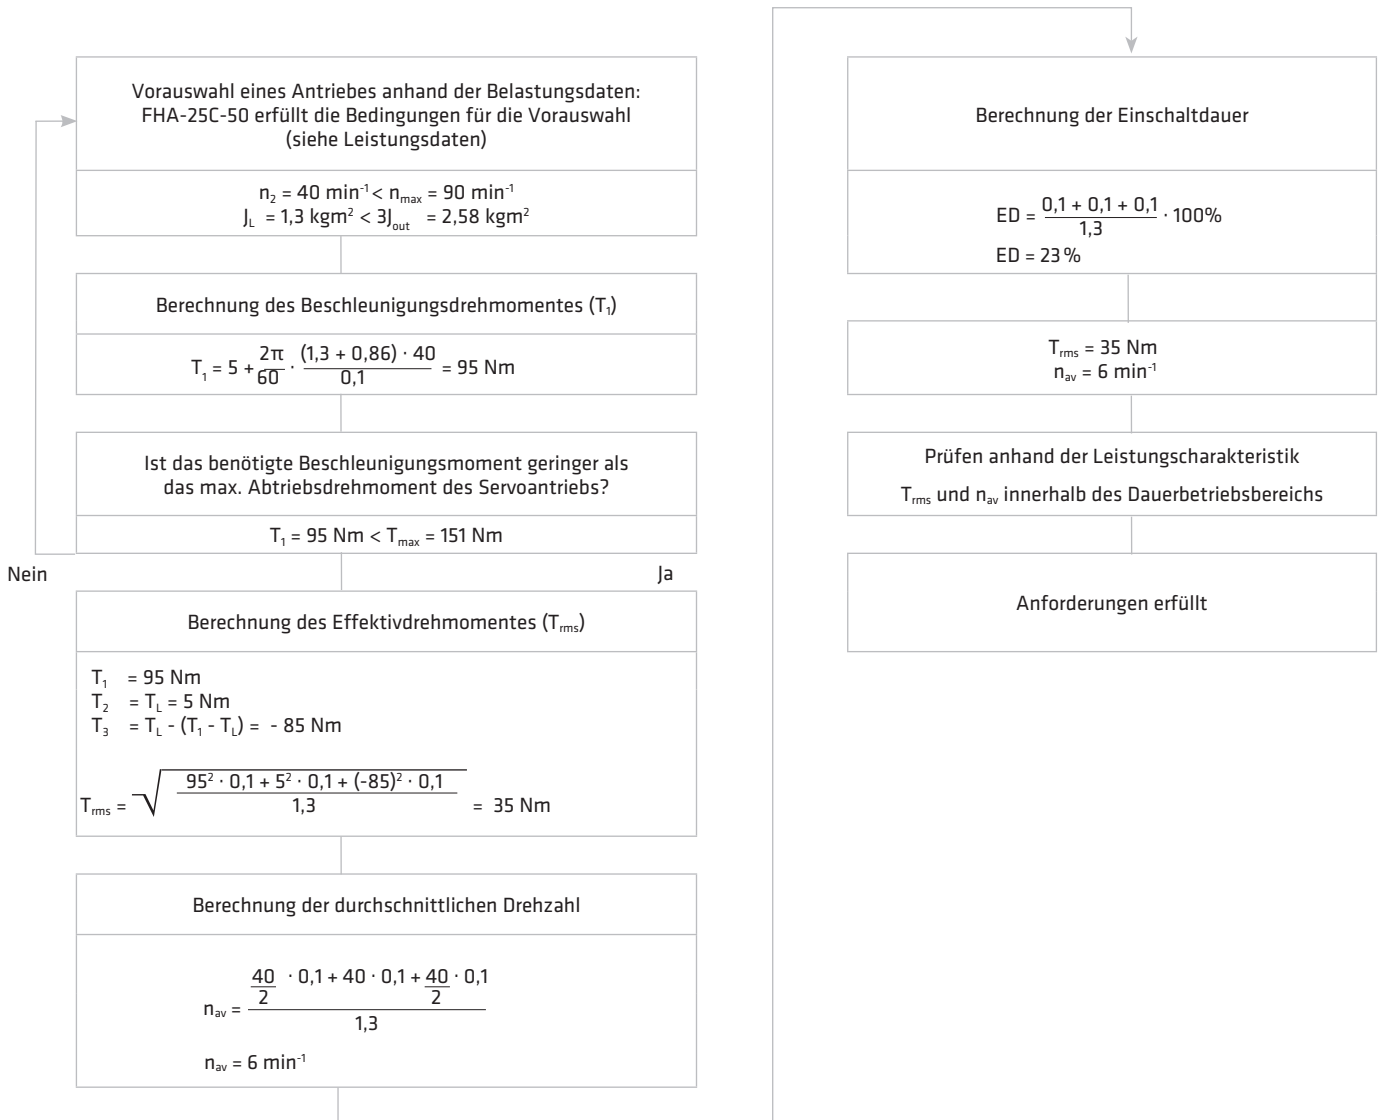 Vorauswahl eines Antriebes anhand der Belastungsdaten:
FHA-25C-50 erfüllt die Bedingungen für die Vorauswahl
(siehe Leistungsdaten)
n₂ = 40 min⁻¹ < nₘₐₓ = 90 min⁻¹
J_L = 1,3 kgm² < 3J_out = 2,58 kgm²
Berechnung des Beschleunigungsdrehmomentes (T₁)
T₁ = 5 + 2π/60 · (1,3 + 0,86) · 40 / 0,1 = 95 Nm
Ist das benötigte Beschleunigungsmoment geringer als
das max. Abtriebsdrehmoment des Servoantriebs?
T₁ = 95 Nm < Tₘₐₓ = 151 Nm
Nein
Ja
Berechnung des Effektivdrehmomentes (T_rms)
T₁ = 95 Nm
T₂ = T_L = 5 Nm
T₃ = T_L - (T₁ - T_L) = - 85 Nm
T_rms = √ 95² · 0,1 + 5² · 0,1 + (-85)² · 0,1 / 1,3 = 35 Nm
Berechnung der durchschnittlichen Drehzahl
n_av = 40/2 · 0,1 + 40 · 0,1 + 40/2 · 0,1 / 1,3
n_av = 6 min⁻¹
Berechnung der Einschaltdauer
ED = 0,1 + 0,1 + 0,1 / 1,3 · 100%
ED = 23 %
T_rms = 35 Nm
n_av = 6 min⁻¹
Prüfen anhand der Leistungscharakteristik
T_rms und n_av innerhalb des Dauerbetriebsbereichs
Anforderungen erfüllt